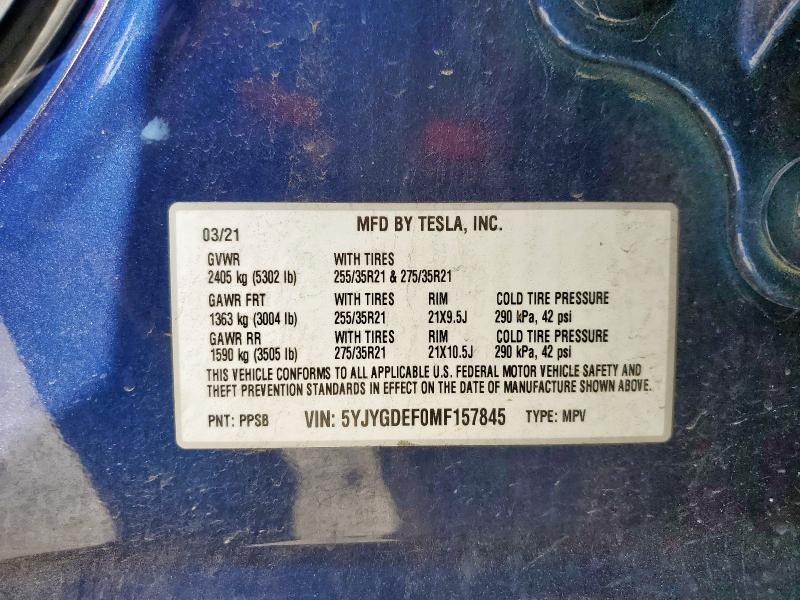 MFD BY TESLA, INC.
03/21
GVWR WITH TIRES
2405 kg (5302 lb) 255/35R21 & 275/35R21
GAWR FRT WITH TIRES RIM COLD TIRE PRESSURE
1363 kg (3004 lb) 255/35R21 21X9.5J 290 kPa, 42 psi
GAWR RR WITH TIRES RIM COLD TIRE PRESSURE
1590 kg (3505 lb) 275/35R21 21X10.5J 290 kPa, 42 psi
THIS VEHICLE CONFORMS TO ALL APPLICABLE U.S. FEDERAL MOTOR VEHICLE SAFETY AND
THEFT PREVENTION STANDARDS IN EFFECT ON THE DATE OF MANUFACTURE SHOWN ABOVE.
PNT: PPSB VIN: 5YJYGDEF0MF157845 TYPE: MPV